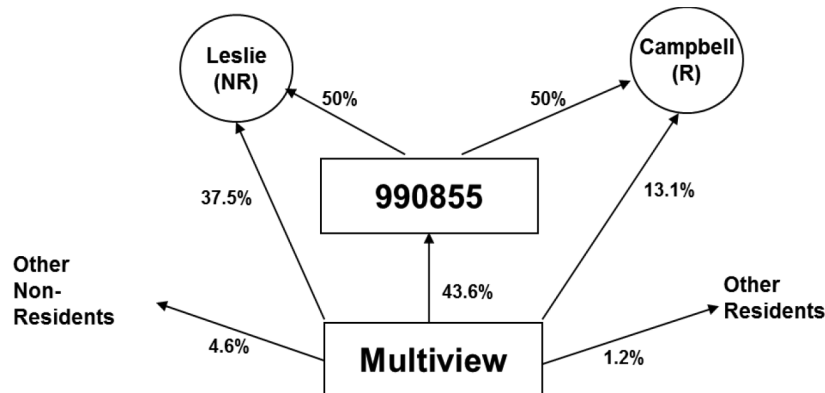 Leslie
(NR)
Campbell
(R)
50%
50%
990855
37.5%
13.1%
Other
Non-
Residents
43.6%
Other
Residents
4.6%
Multiview
1.2%